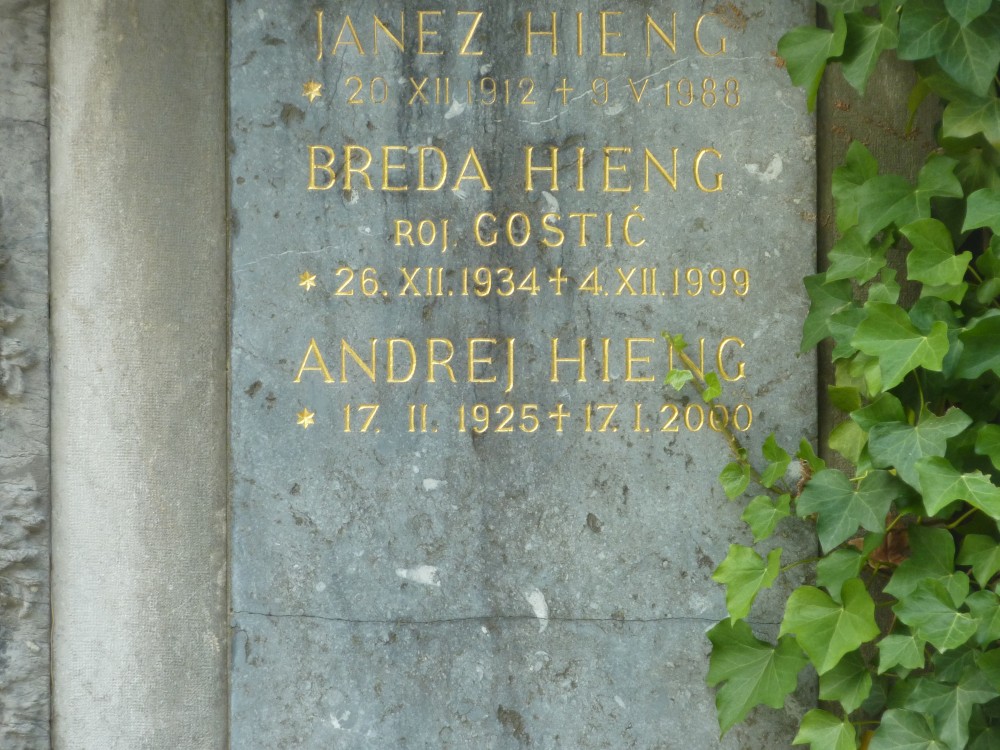 JANEZ HIENG
* 20 XII 1912 + 9 V 1988
BREDA HIENG
ROJ. GOSTIĆ
* 26. XII. 1934 + 4. XII. 1999
ANDREJ HIENG
* 17. II. 1925 + 17. I. 2000